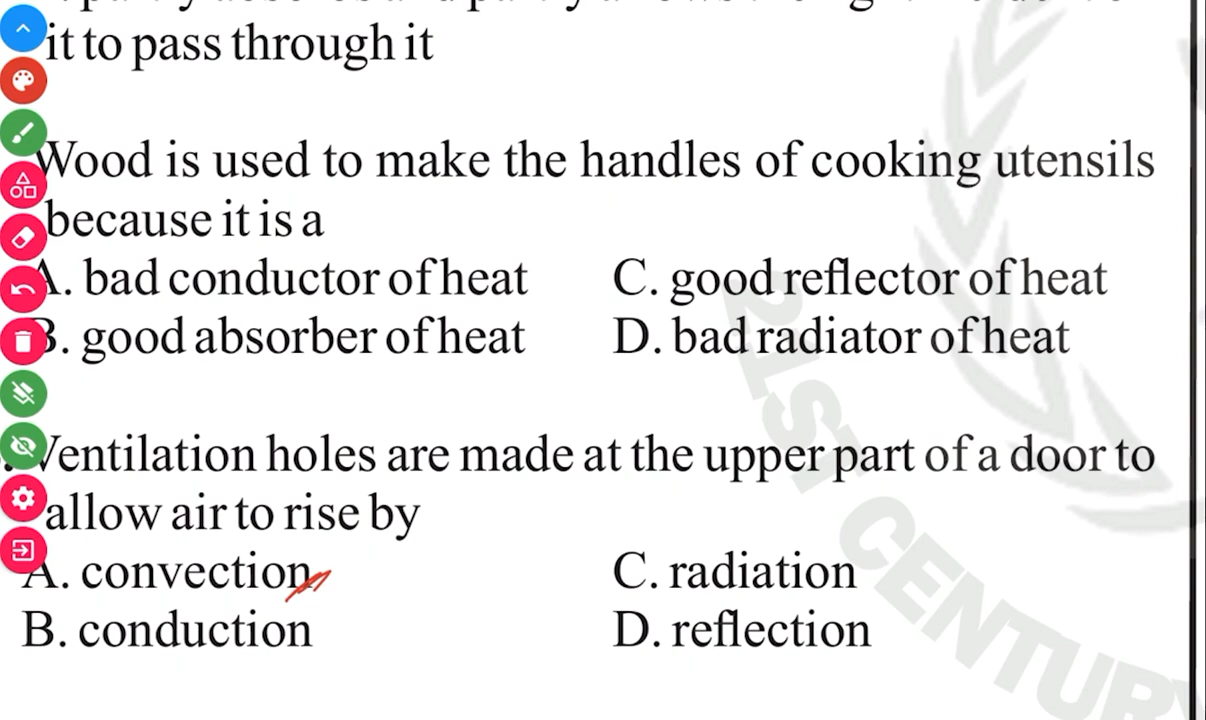 it to pass through it
Wood is used to make the handles of cooking utensils
because it is a
A. bad conductor of heat
B. good absorber of heat
C. good reflector of heat
D. bad radiator of heat
Ventilation holes are made at the upper part of a door to
allow air to rise by
A. convection
B. conduction
C. radiation
D. reflection
21ST CENTURY